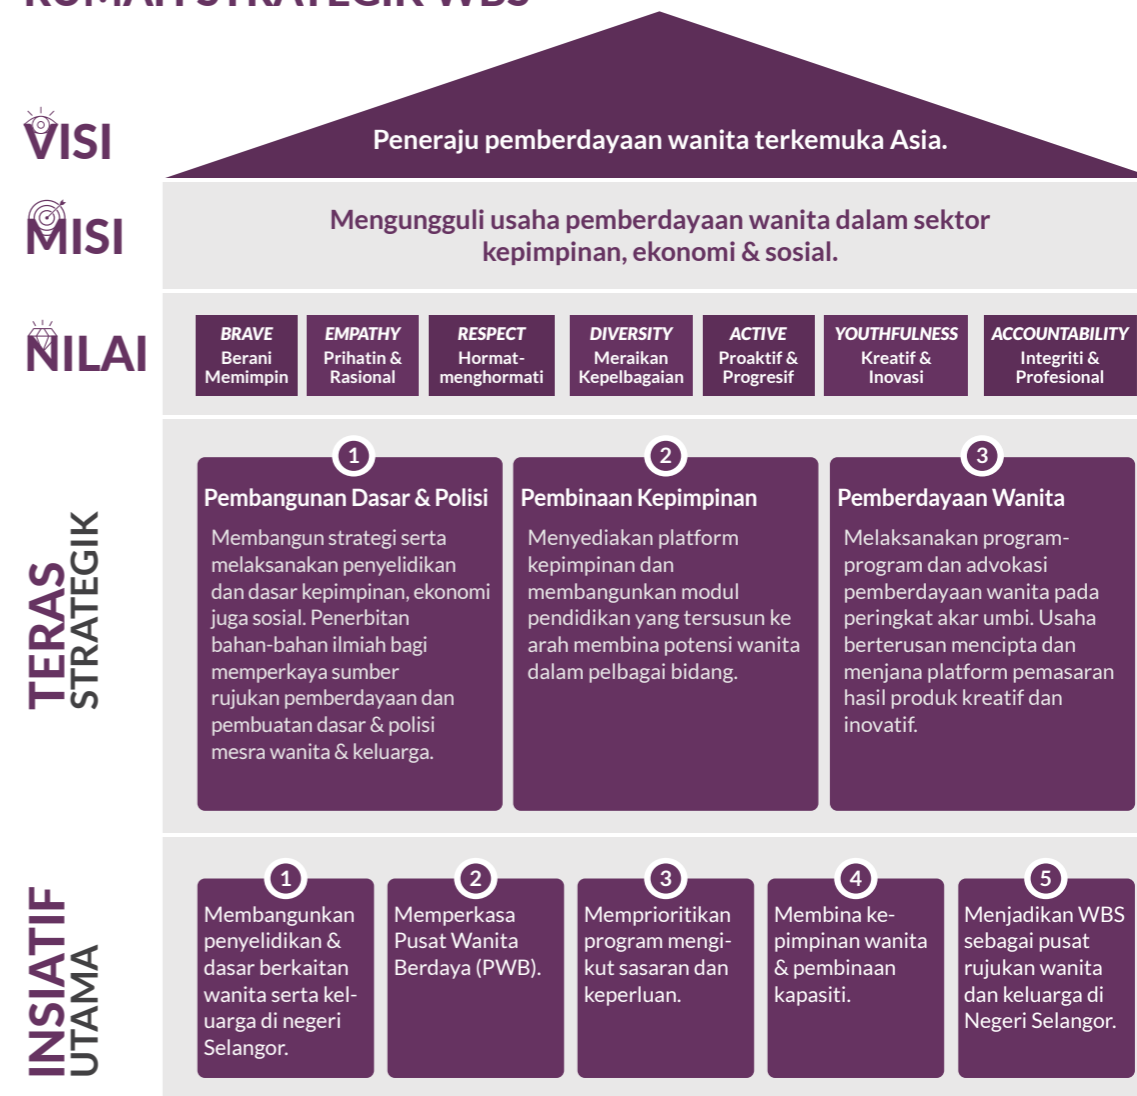 RUMAH STRATEGIK WBS
VISI
Peneraju pemberdayaan wanita terkemuka Asia.
MISI
Mengungguli usaha pemberdayaan wanita dalam sektor
kepimpinan, ekonomi & sosial.
NILAI
BRAVE
Berani
Memimpin
EMPATHY
Prihatin &
Rasional
RESPECT
Hormat-
menghormati
DIVERSITY
Meraikan
Kepelbagaian
ACTIVE
Proaktif &
Progresif
YOUTHFULNESS
Kreatif &
Inovasi
ACCOUNTABILITY
Integriti &
Profesional
TERAS
STRATEGIK
1
Pembangunan Dasar & Polisi
Membangun strategi serta
melaksanakan penyelidikan
dan dasar kepimpinan, ekonomi
juga sosial. Penerbitan
bahan-bahan ilmiah bagi
memperkaya sumber
rujukan pemberdayaan dan
pembuatan dasar & polisi
mesra wanita & keluarga.
2
Pembinaan Kepimpinan
Menyediakan platform
kepimpinan dan
membangunkan modul
pendidikan yang tersusun ke
arah membina potensi wanita
dalam pelbagai bidang.
3
Pemberdayaan Wanita
Melaksanakan program-
program dan advokasi
pemberdayaan wanita pada
peringkat akar umbi. Usaha
berterusan mencipta dan
menjana platform pemasaran
hasil produk kreatif dan
inovatif.
INSIATIF
UTAMA
1
Membangunkan
penyelidikan &
dasar berkaitan
wanita serta kel-
uarga di negeri
Selangor.
2
Memperkasa
Pusat Wanita
Berdaya (PWB).
3
Memprioritikan
program mengi-
kut sasaran dan
keperluan.
4
Membina ke-
pimpinan wanita
& pembinaan
kapasiti.
5
Menjadikan WBS
sebagai pusat
rujukan wanita
dan keluarga di
Negeri Selangor.